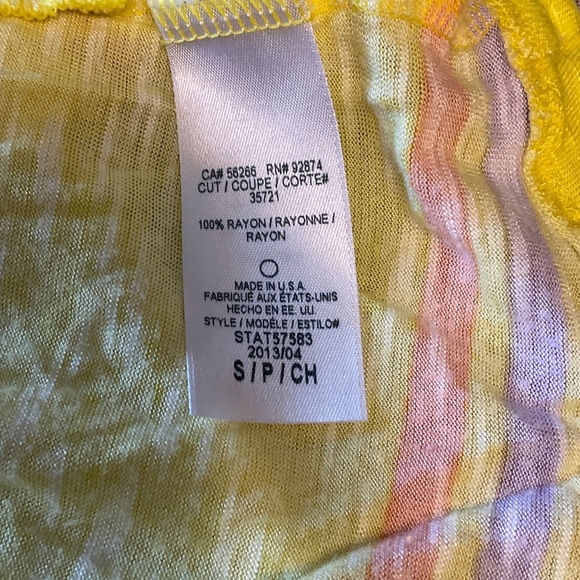 CA# 56266 RN# 92874
CUT / COUPE / CORTE#
35721
100% RAYON / RAYONNE /
RAYON
MADE IN U.S.A.
FABRIQUÉ AUX ÉTATS-UNIS
HECHO EN EE. UU.
STYLE / MODÈLE / ESTILO#
STAT57583
2013/04
S / P / CH